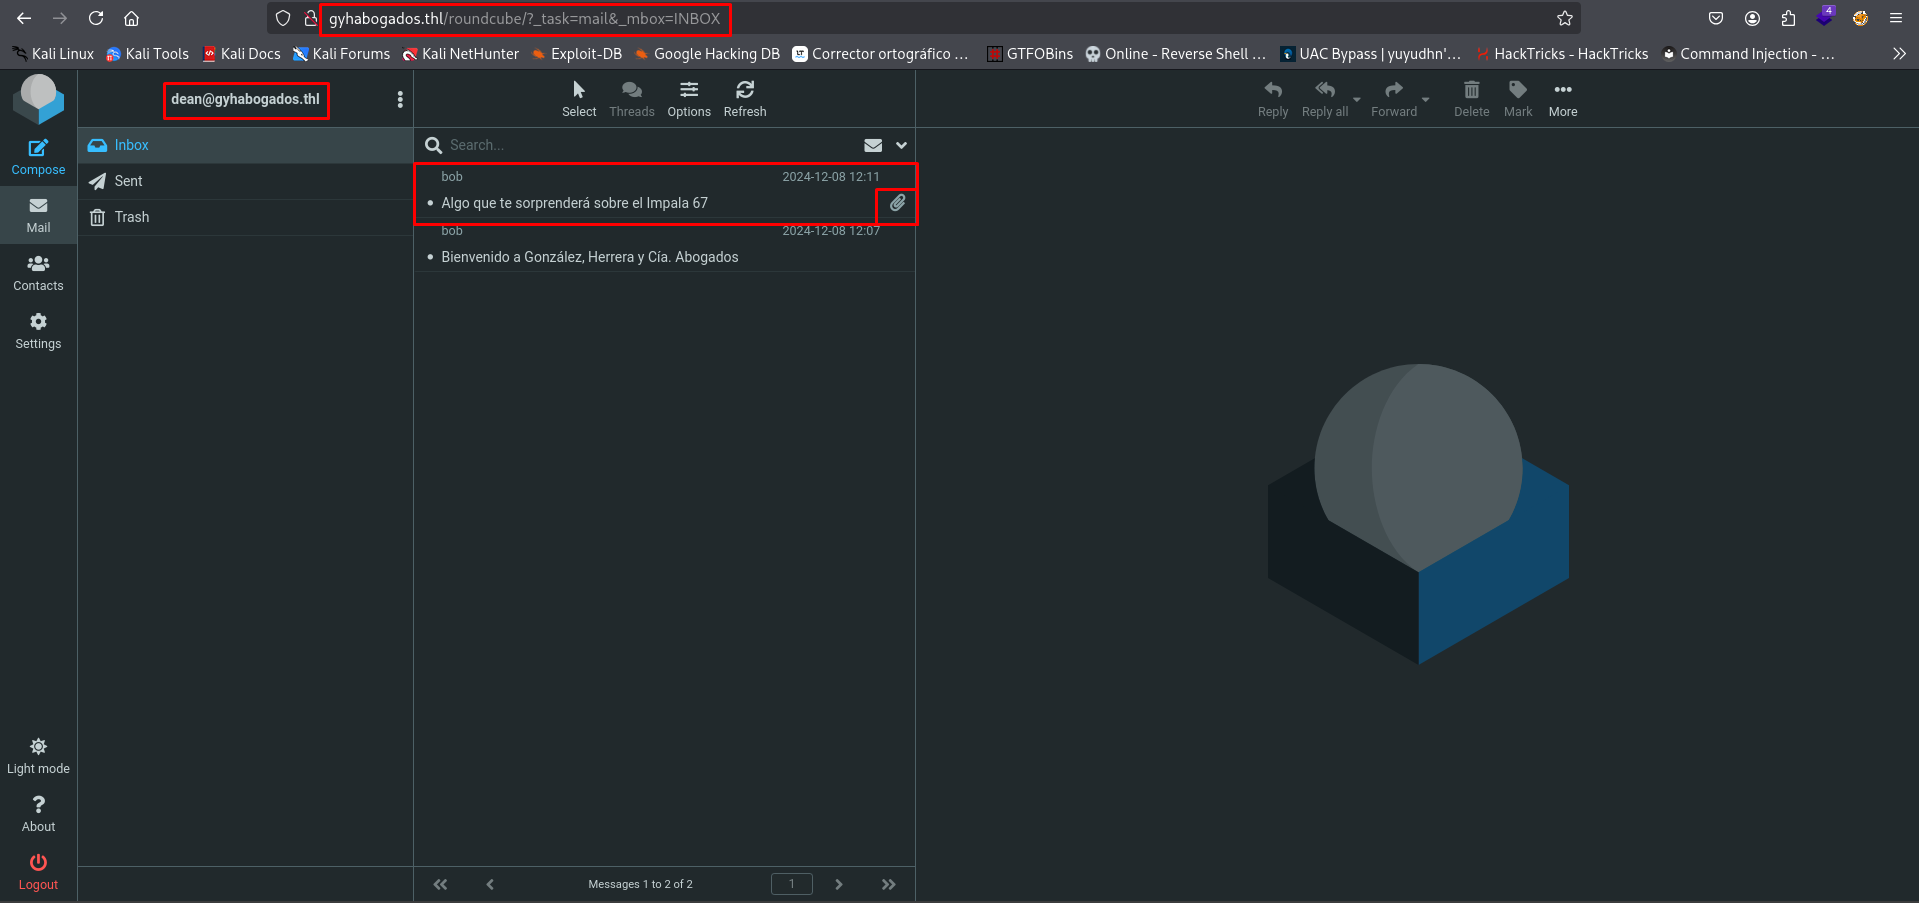 gyhabogados.thl/roundcube/?_task=mail&_mbox=INBOX
4
Kali Linux Kali Tools Kali Docs Kali Forums Kali NetHunter Exploit-DB Google Hacking DB Corrector ortográfico ... GTFOBins Online - Reverse Shell ... UAC Bypass | yuyudhn'... HackTricks - HackTricks Command Injection - ...
dean@gyhabogados.thl
Select Threads Options Refresh
Reply Reply all Forward Delete Mark More
Compose
Mail
Contacts
Settings
Light mode
About
Logout
Inbox
Sent
Trash
Search...
bob 2024-12-08 12:11
Algo que te sorprenderá sobre el Impala 67
bob 2024-12-08 12:07
Bienvenido a González, Herrera y Cía. Abogados
Messages 1 to 2 of 2 1